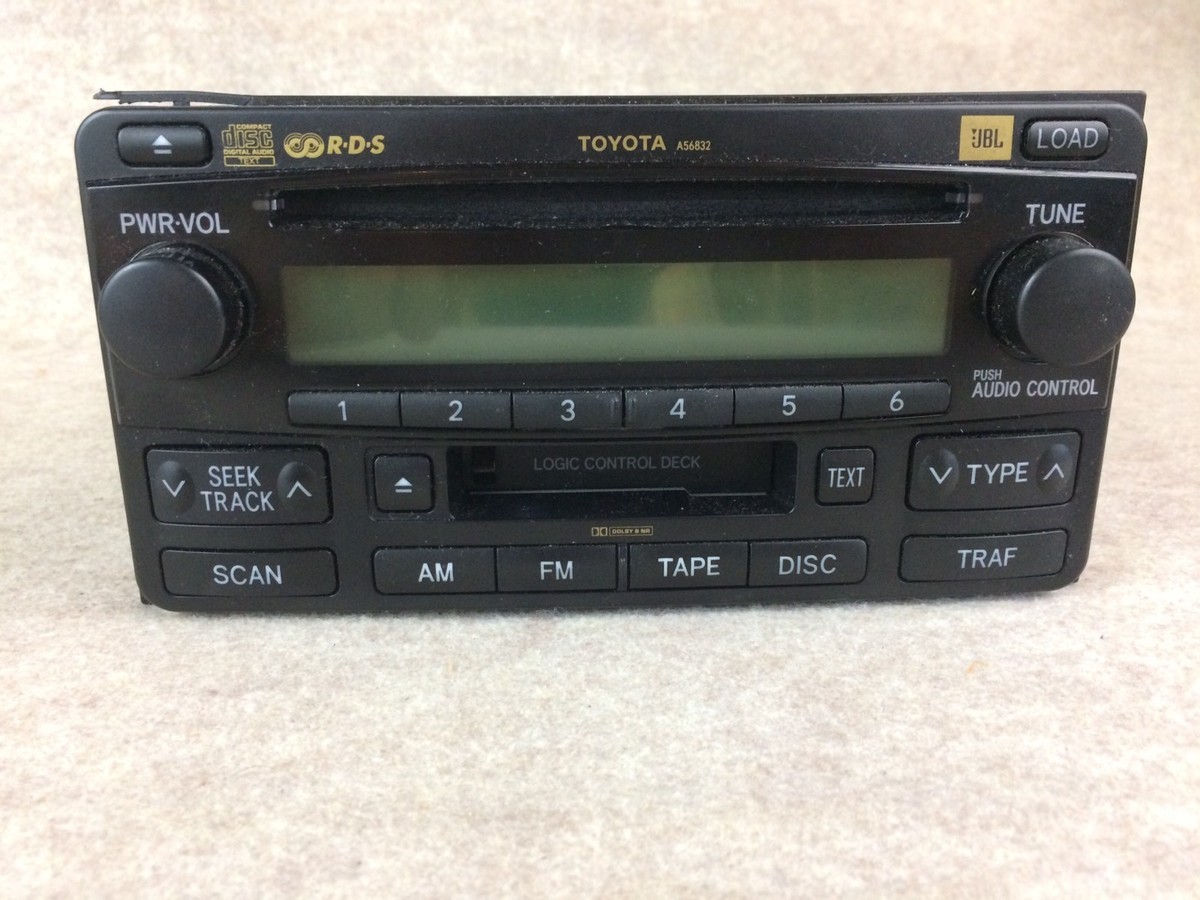 COMPACT
disc
DIGITAL AUDIO
TEXT
R·D·S
TOYOTA A56832
JBL
LOAD
PWR·VOL
TUNE
PUSH
AUDIO CONTROL
1 2 3 4 5 6
SEEK
TRACK
LOGIC CONTROL DECK
TEXT
TYPE
DOLBY B NR
SCAN
AM
FM
TAPE
DISC
TRAF